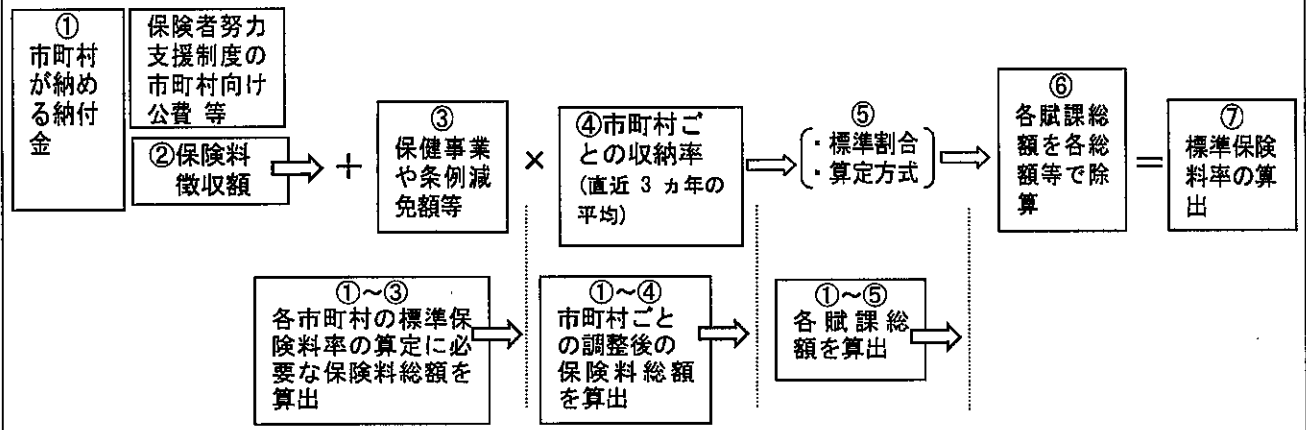 ①
市町村
が納め
る納付
金
保険者努力
支援制度の
市町村向け
公費 等
②保険料
徴収額
＋
③
保健事業
や条例減
免額等
×
④市町村ご
との収納率
(直近 3 ヵ年の
平均)
⑤
・標準割合
・算定方式
⑥
各賦課総
額を各総
額等で除
算
＝
⑦
標準保険
料率の算
出
①～③
各市町村の標準保
険料率の算定に必
要な保険料総額を
算出
①～④
市町村ごと
の調整後の
保険料総額
を算出
①～⑤
各賦課総
額を算出